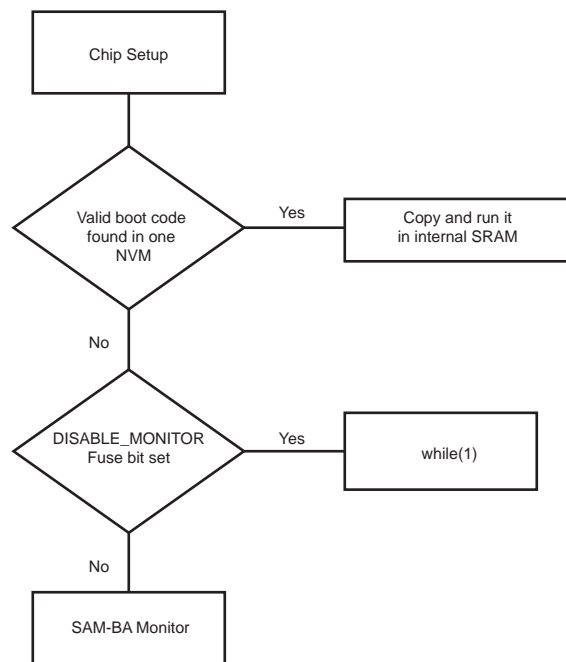 Chip Setup
Valid boot code
found in one
NVM
Yes
Copy and run it
in internal SRAM
No
DISABLE_MONITOR
Fuse bit set
Yes
while(1)
No
SAM-BA Monitor